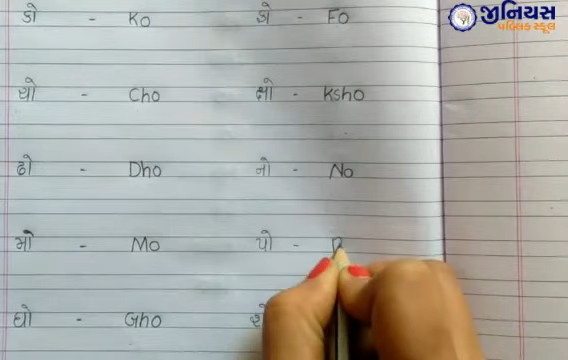 જીનિયસ
પબ્લિક સ્કૂલ
કો - Ko
ફો - Fo
ચો - Cho
ક્ષો - Ksho
ઢો - Dho
નો - No
મો - Mo
પો - P
ઘો - Gho